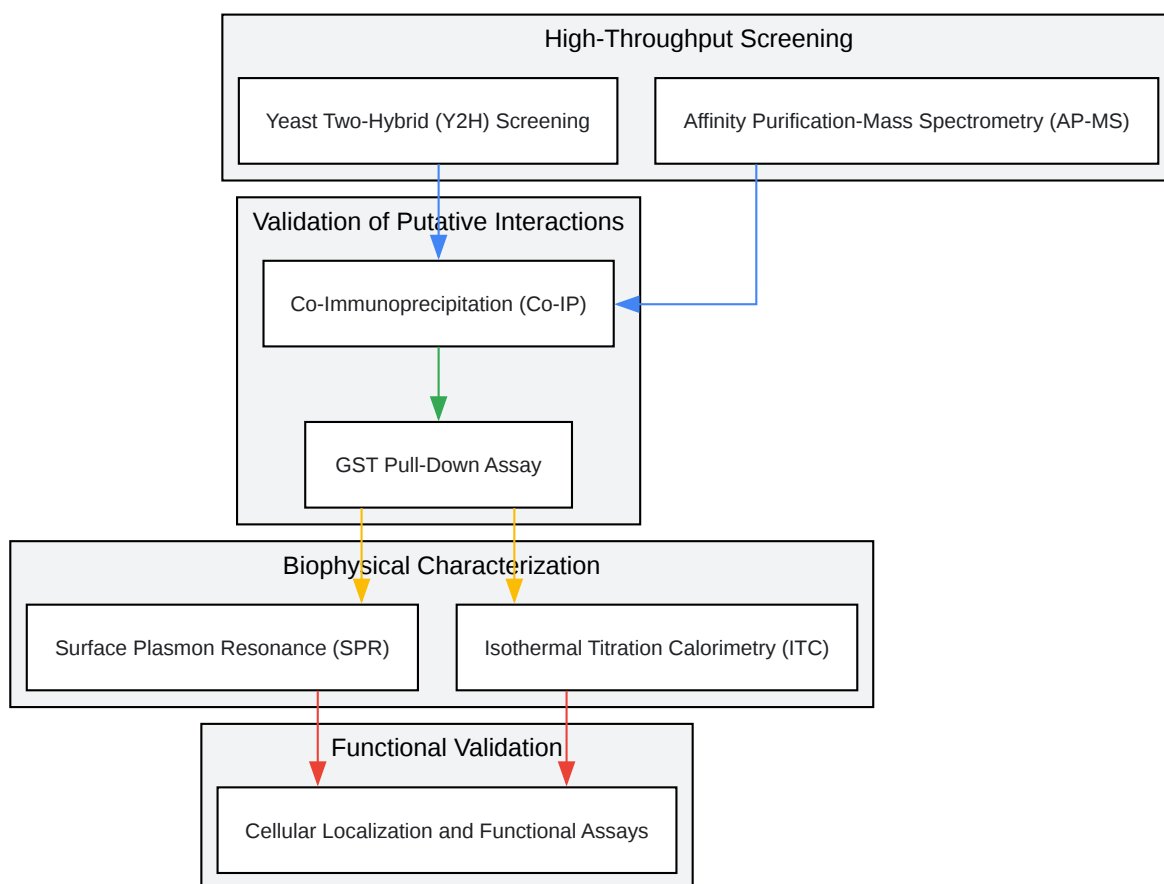 High-Throughput Screening
Yeast Two-Hybrid (Y2H) Screening
Affinity Purification-Mass Spectrometry (AP-MS)
Validation of Putative Interactions
Co-Immunoprecipitation (Co-IP)
GST Pull-Down Assay
Biophysical Characterization
Surface Plasmon Resonance (SPR)
Isothermal Titration Calorimetry (ITC)
Functional Validation
Cellular Localization and Functional Assays